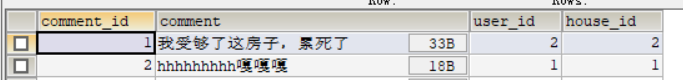 comment_id comment user_id house_id
1 我受够了这房子，累死了 33B 2 2
2 hhhhhhhhh嘎嘎嘎 18B 1 1